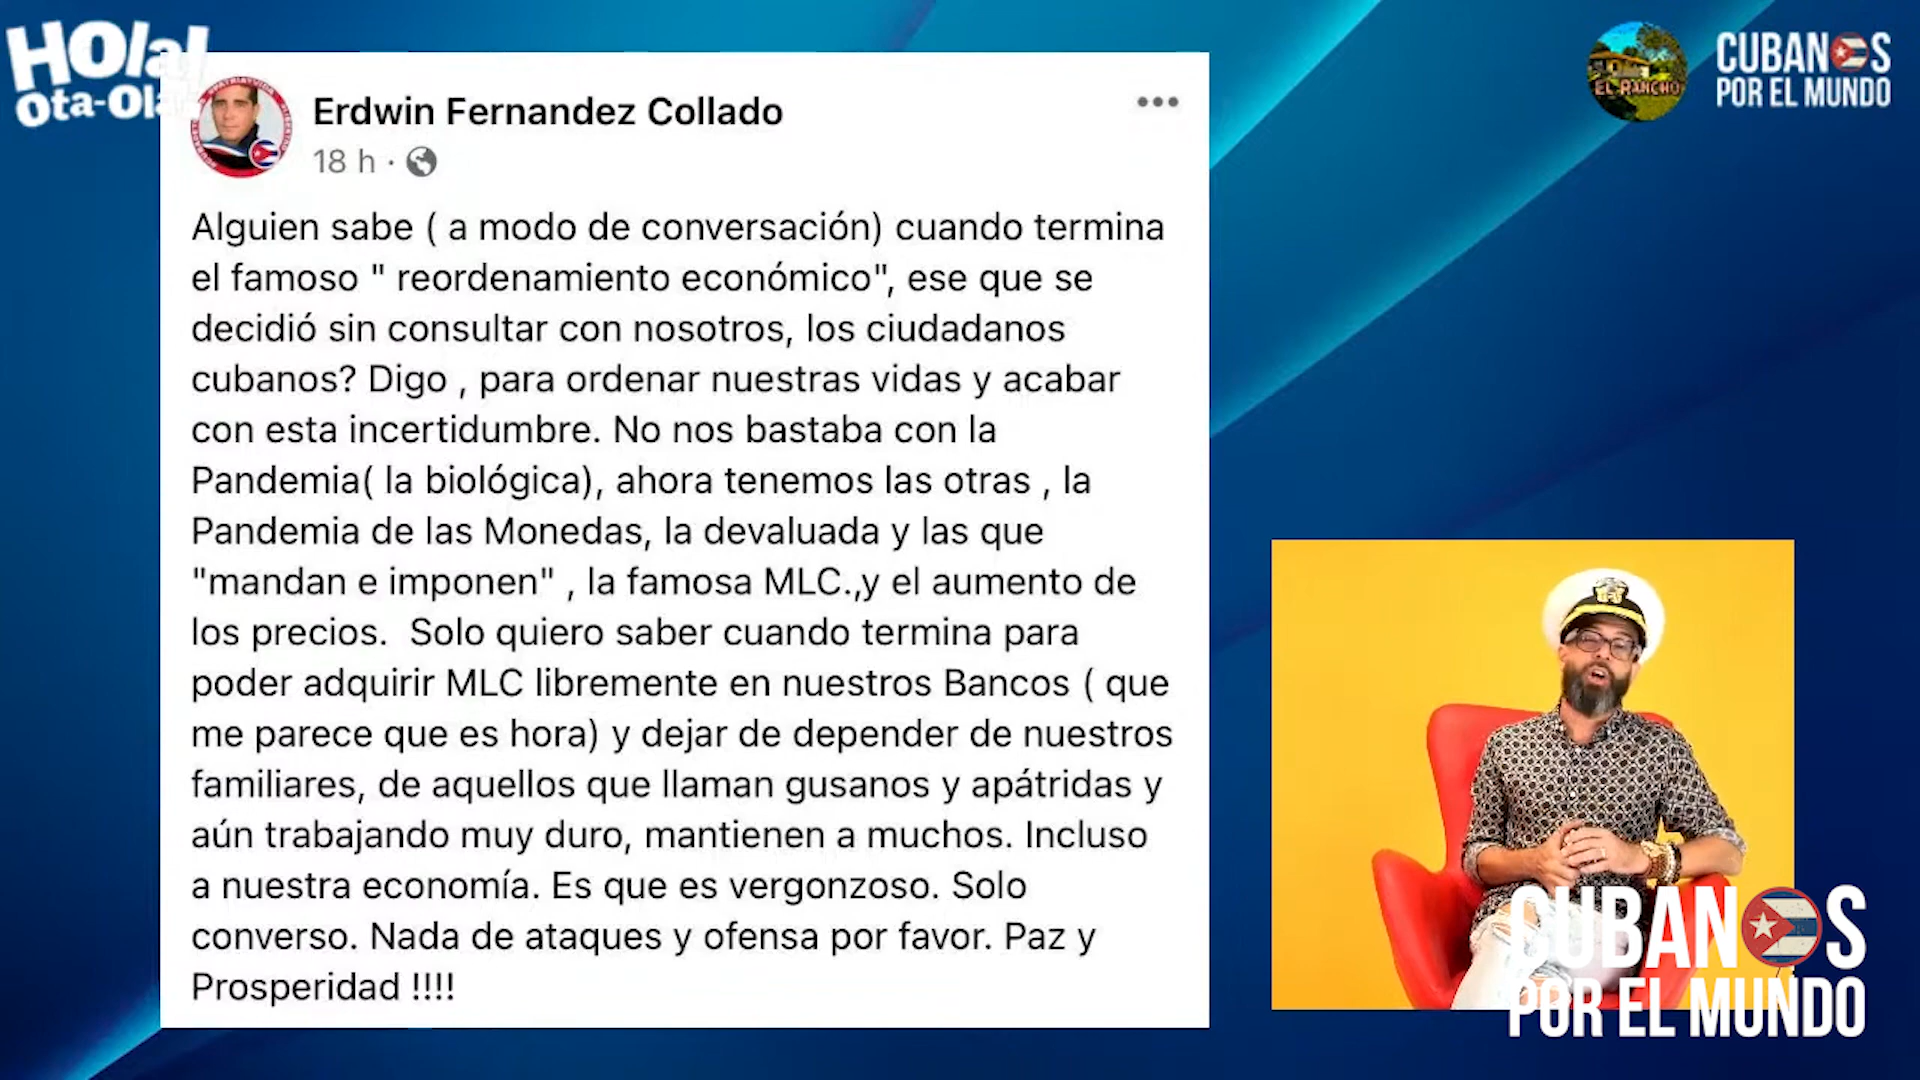 HOla!
Ota-Ola
EL RANCHO
CUBANOS
POR EL MUNDO
Erdwin Fernandez Collado
18 h ·
Alguien sabe ( a modo de conversación) cuando termina
el famoso " reordenamiento económico", ese que se
decidió sin consultar con nosotros, los ciudadanos
cubanos? Digo , para ordenar nuestras vidas y acabar
con esta incertidumbre. No nos bastaba con la
Pandemia( la biológica), ahora tenemos las otras , la
Pandemia de las Monedas, la devaluada y las que
"mandan e imponen" , la famosa MLC.,y el aumento de
los precios.  Solo quiero saber cuando termina para
poder adquirir MLC libremente en nuestros Bancos ( que
me parece que es hora) y dejar de depender de nuestros
familiares, de aquellos que llaman gusanos y apátridas y
aún trabajando muy duro, mantienen a muchos. Incluso
a nuestra economía. Es que es vergonzoso. Solo
converso. Nada de ataques y ofensa por favor. Paz y
Prosperidad !!!!
CUBANOS
POR EL MUNDO